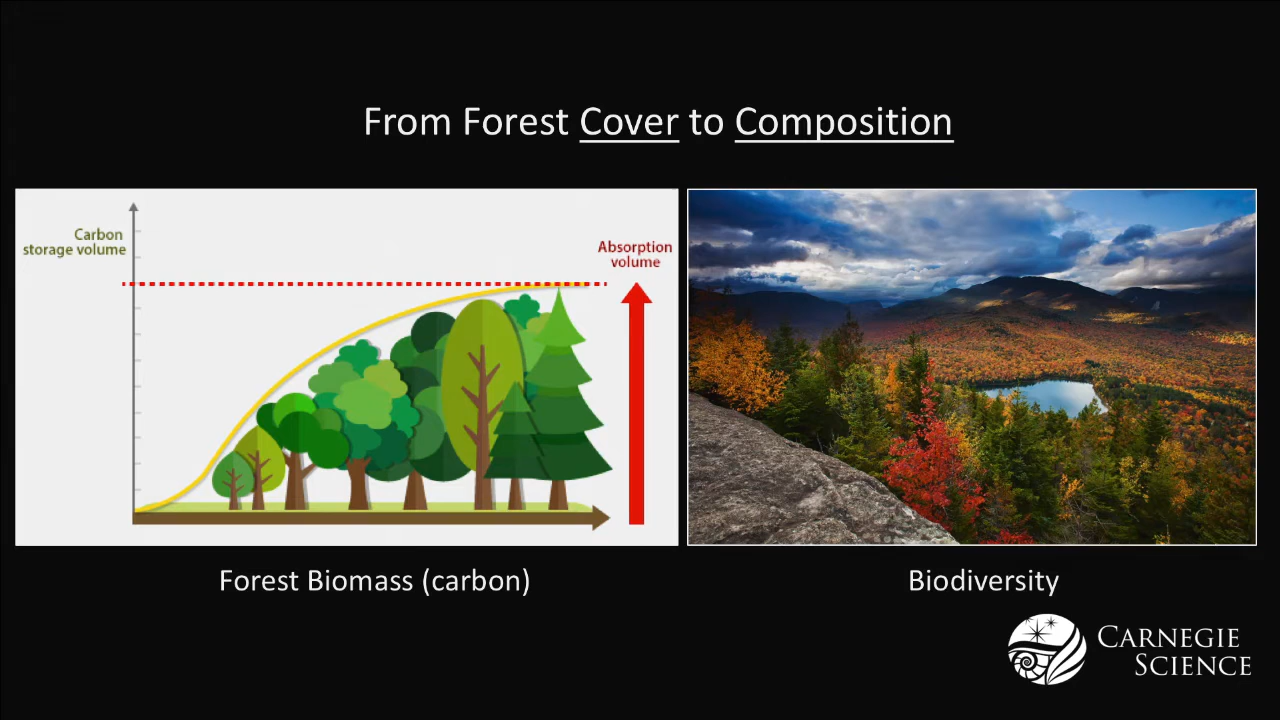 From Forest Cover to Composition
Carbon
storage volume
Absorption
volume
Forest Biomass (carbon)
Biodiversity
CARNEGIE
SCIENCE